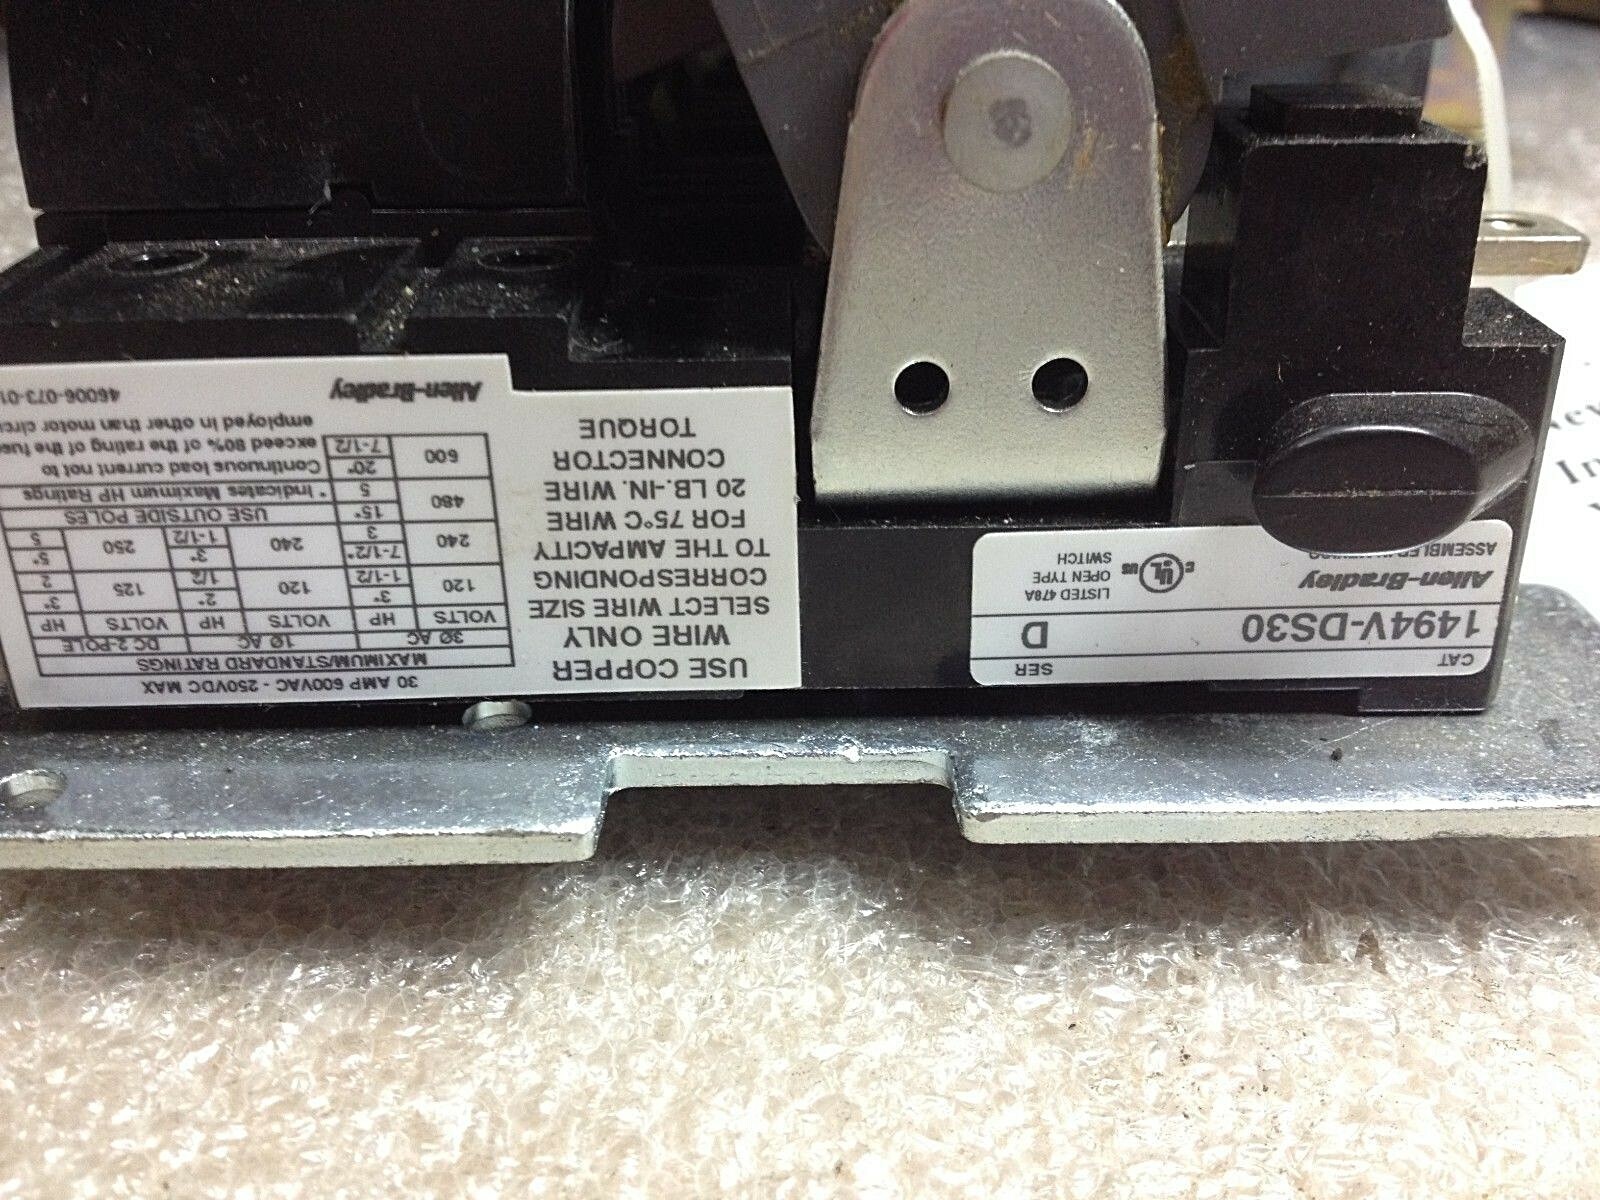 CAT
SER
1494V-DS30
D
Allen-Bradley
LISTED 478A
OPEN TYPE
SWITCH
C UL US
ASSEMBLED
USE COPPER
WIRE ONLY
SELECT WIRE SIZE
CORRESPONDING
TO THE AMPACITY
FOR 75°C WIRE
20 LB.-IN. WIRE
CONNECTOR
TORQUE
30 AMP 600VAC - 250VDC MAX
MAXIMUM/STANDARD RATINGS
3Ø AC 1Ø AC DC 2-POLE
VOLTS HP VOLTS HP VOLTS HP
120 3* 1-1/2 120 2* 1/2 125 3* 2
240 7-1/2* 3 240 3* 1-1/2 250 5* 5
480 15* 5 USE OUTSIDE POLES
* Indicates Maximum HP Ratings
600 20* 7-1/2
Continuous load current not to
exceed 80% of the rating of the
employed in other than motor
Allen-Bradley 46006-073-01